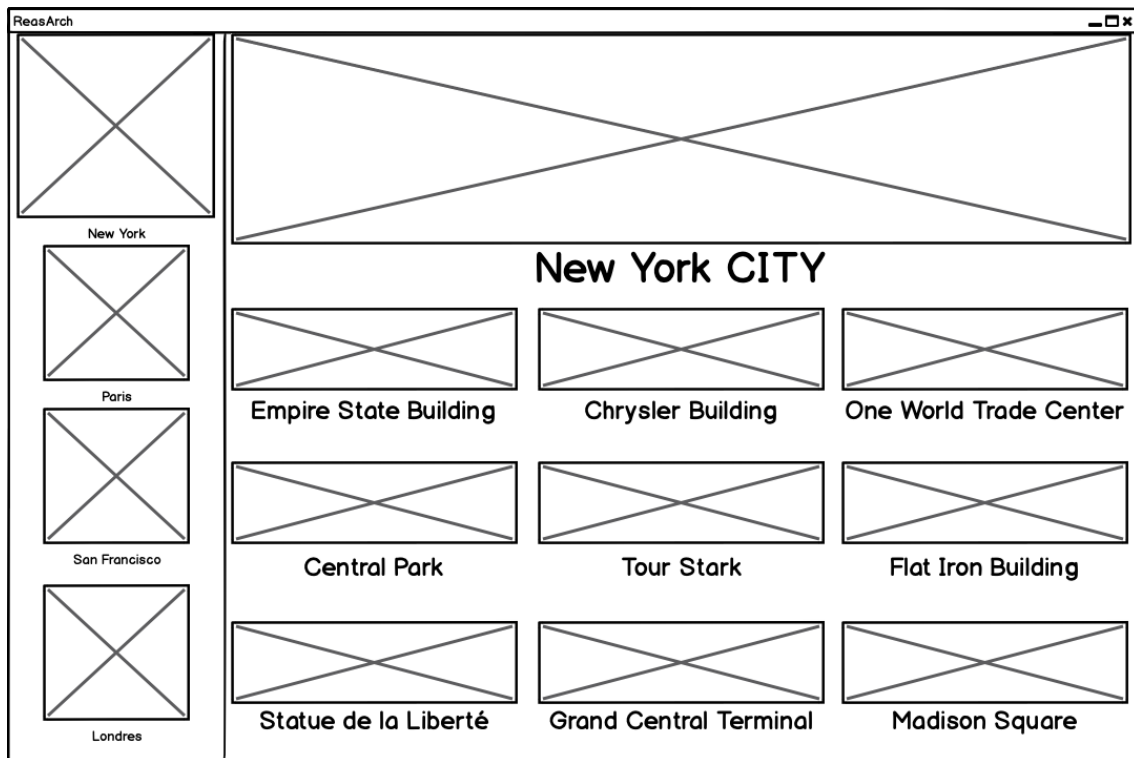 ReasArch
New York
Paris
San Francisco
Londres
New York CITY
Empire State Building
Chrysler Building
One World Trade Center
Central Park
Tour Stark
Flat Iron Building
Statue de la Liberté
Grand Central Terminal
Madison Square